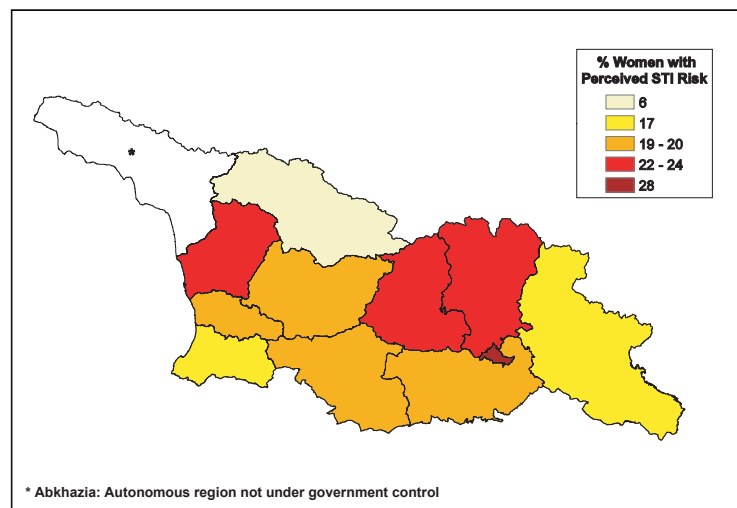 % Women with
Perceived STI Risk
6
17
19 - 20
22 - 24
28
*
* Abkhazia: Autonomous region not under government control